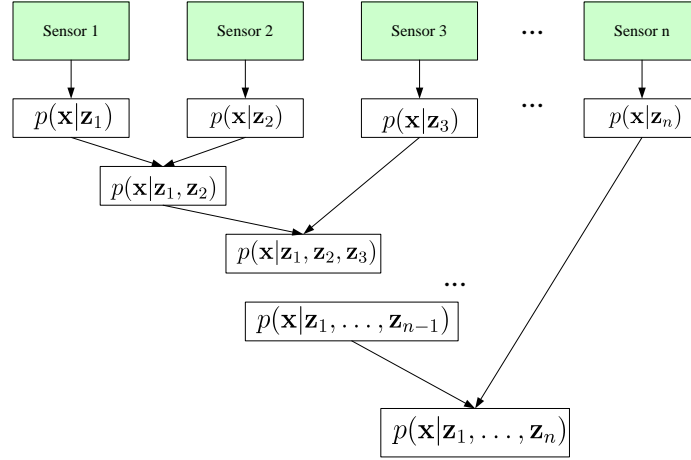 Sensor 1 Sensor 2 Sensor 3 ... Sensor n
p(x|z₁) p(x|z₂) p(x|z₃) ... p(x|zₙ)
p(x|z₁, z₂)
p(x|z₁, z₂, z₃)
...
p(x|z₁, . . . , zₙ₋₁)
p(x|z₁, . . . , zₙ)